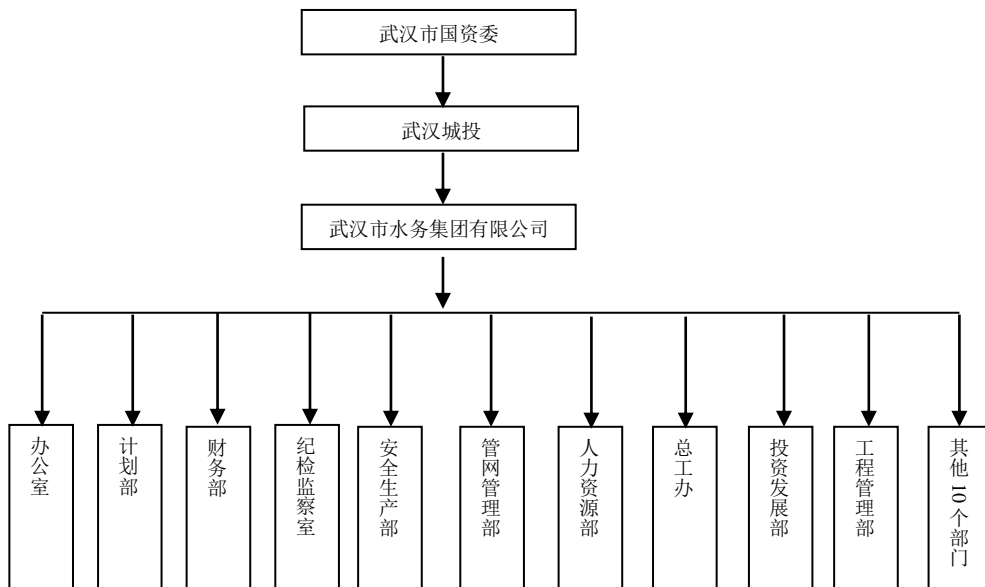 武汉市国资委
武汉城投
武汉市水务集团有限公司
办公室
计划部
财务部
纪检监察室
安全生产部
管网管理部
人力资源部
总工办
投资发展部
工程管理部
其他 10 个部门